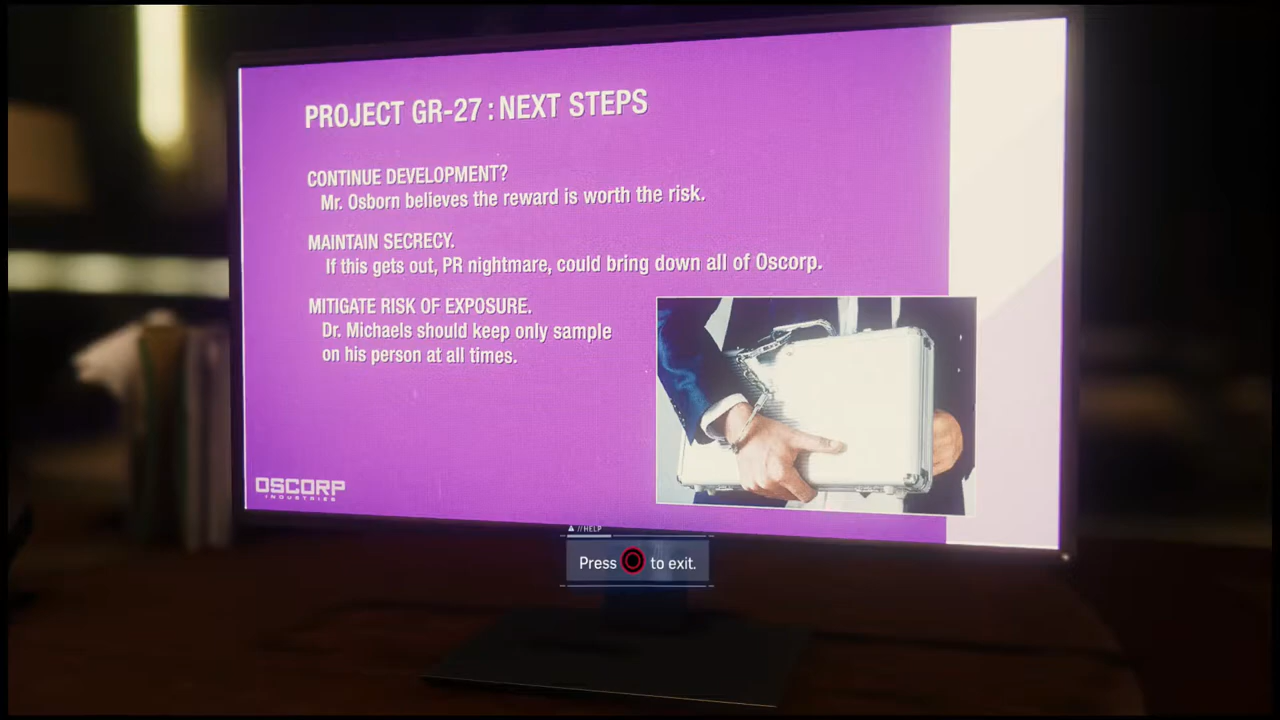 PROJECT GR-27 : NEXT STEPS
CONTINUE DEVELOPMENT?
Mr. Osborn believes the reward is worth the risk.
MAINTAIN SECRECY.
If this gets out, PR nightmare, could bring down all of Oscorp.
MITIGATE RISK OF EXPOSURE.
Dr. Michaels should keep only sample
on his person at all times.
OSCORP
INDUSTRIES
//HELP
Press to exit.